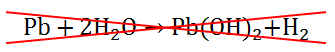 Pb + 2H₂O → Pb(OH)₂+H₂